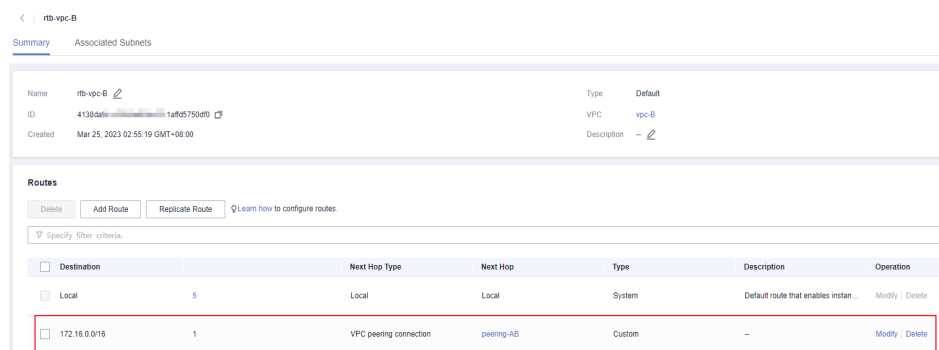 rtb-vpc-B
Summary Associated Subnets
Name rtb-vpc-B Type Default
ID 1affd5750df0 VPC vpc-B
Created Mar 25, 2023 02:55:19 GMT+08:00 Description --
Routes
Delete Add Route Replicate Route Learn how to configure routes.
Specify filter criteria.
Destination Next Hop Type Next Hop Type Description Operation
Local 5 Local Local System Default route that enables instan... Modify Delete
172.16.0.0/16 1 VPC peering connection peering-AB Custom -- Modify Delete